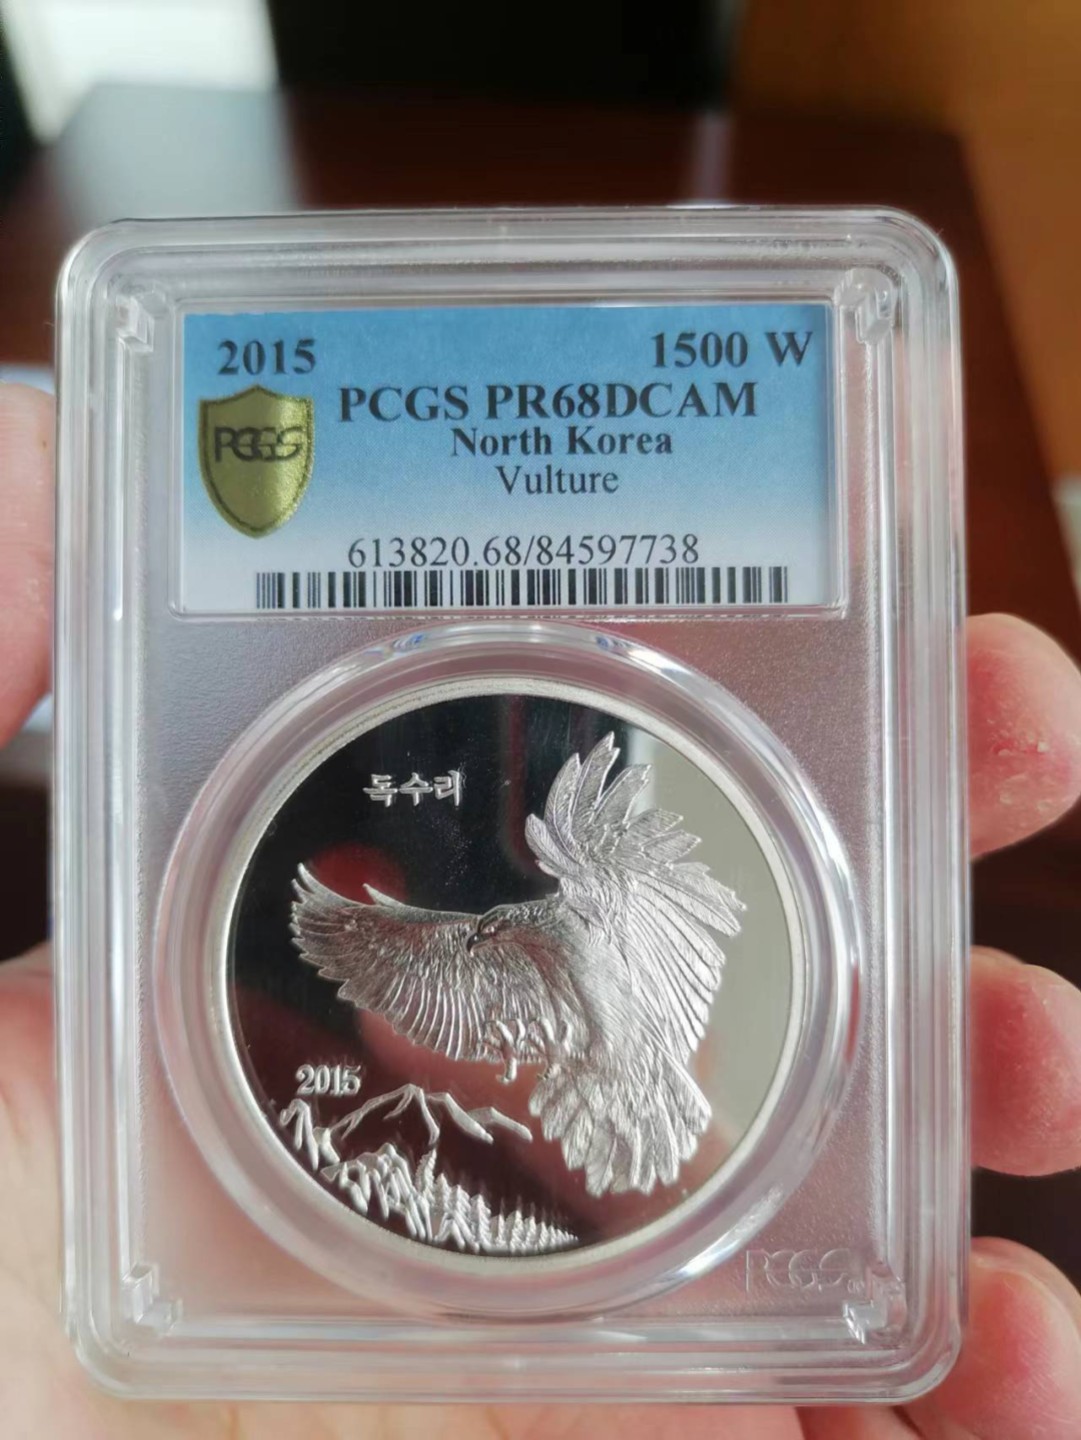 2015 1500 W
PCGS PR68DCAM
North Korea
Vulture
PCGS
613820.68/84597738
독수리
2015
PCGS